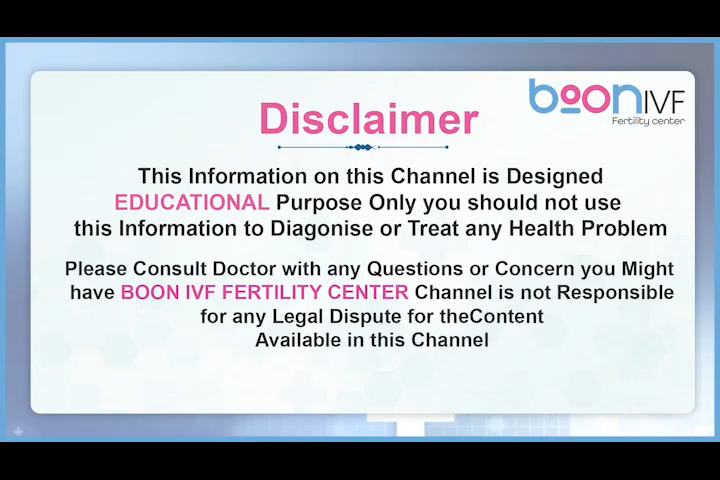 boon IVF
Fertility center
Disclaimer
This Information on this Channel is Designed
EDUCATIONAL Purpose Only you should not use
this Information to Diagonise or Treat any Health Problem
Please Consult Doctor with any Questions or Concern you Might
have BOON IVF FERTILITY CENTER Channel is not Responsible
for any Legal Dispute for theContent
Available in this Channel